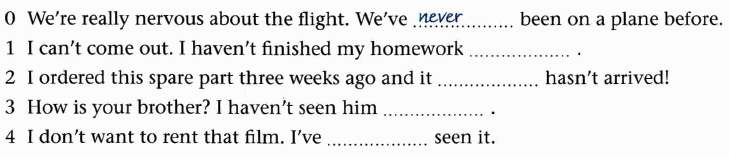 0 We're really nervous about the flight. We've ..never............ been on a plane before.
1 I can't come out. I haven't finished my homework ................... .
2 I ordered this spare part three weeks ago and it ................... hasn't arrived!
3 How is your brother? I haven't seen him ................... .
4 I don't want to rent that film. I've ................... seen it.